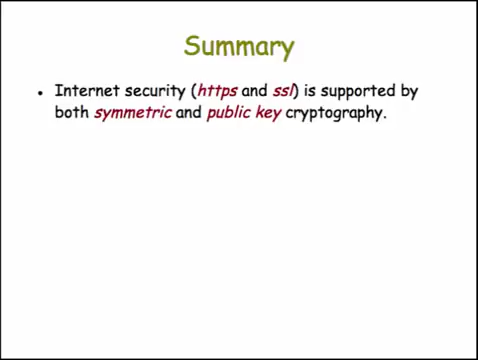 Summary
• Internet security (https and ssl) is supported by
both symmetric and public key cryptography.